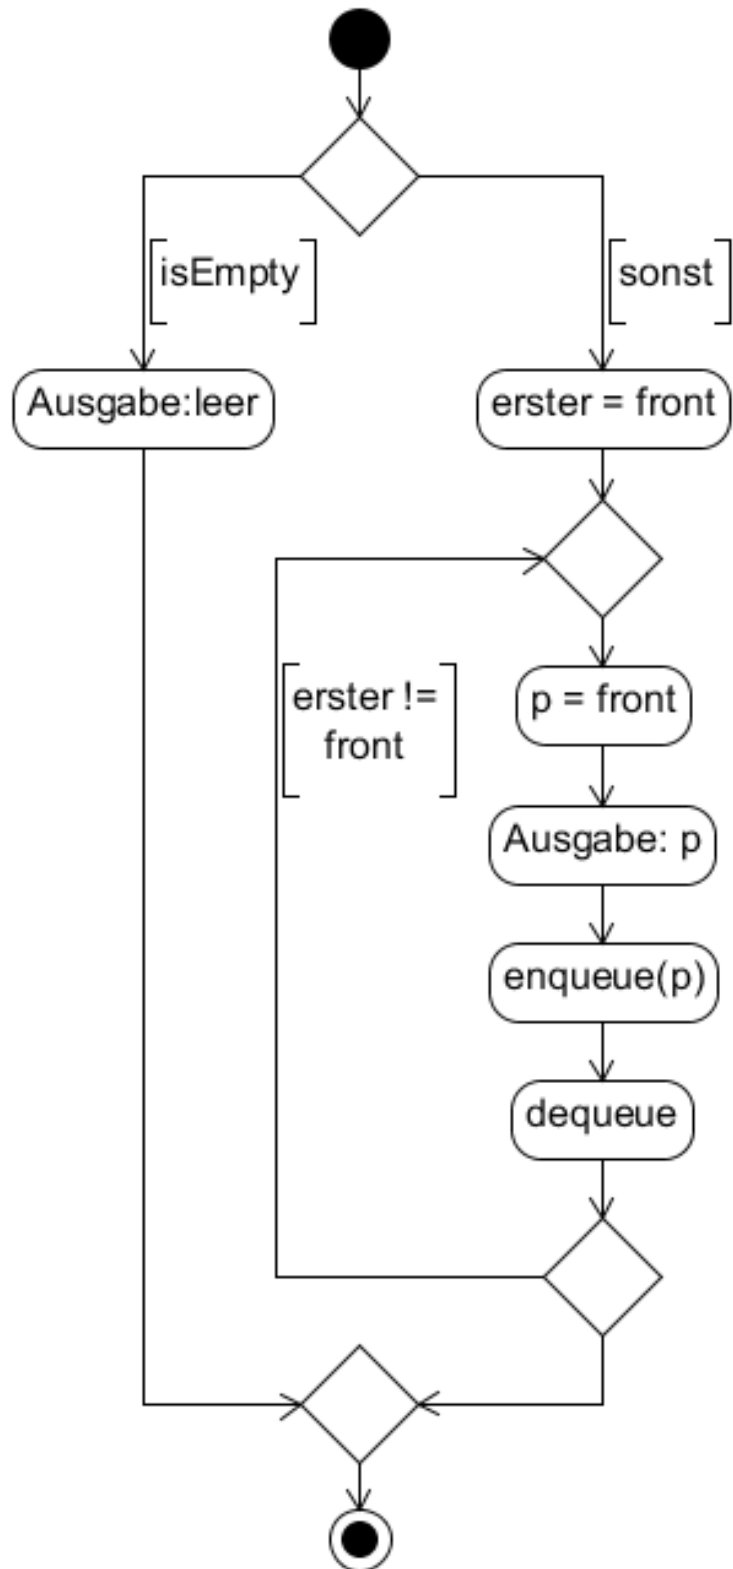 [isEmpty]
[sonst]
Ausgabe:leer
erster = front
[erster !=
front]
p = front
Ausgabe: p
enqueue(p)
dequeue